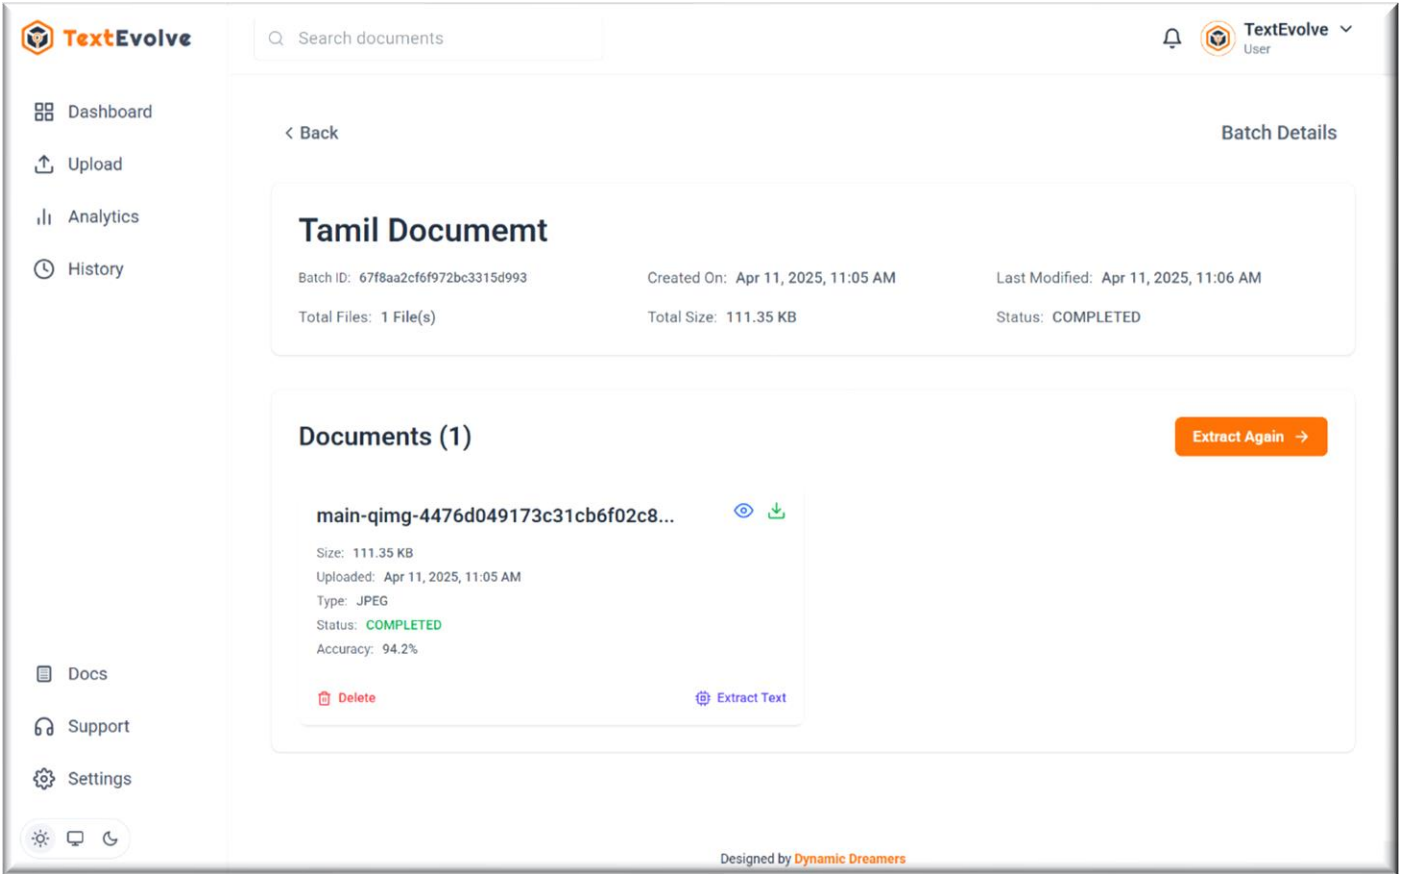 TextEvolve
Search documents
TextEvolve
User
Dashboard
Upload
Analytics
History
Back
Batch Details
Tamil Documemt
Batch ID: 67f8aa2cf6f972bc3315d993
Created On: Apr 11, 2025, 11:05 AM
Last Modified: Apr 11, 2025, 11:06 AM
Total Files: 1 File(s)
Total Size: 111.35 KB
Status: COMPLETED
Documents (1)
Extract Again
main-qimg-4476d049173c31cb6f02c8...
Size: 111.35 KB
Uploaded: Apr 11, 2025, 11:05 AM
Type: JPEG
Status: COMPLETED
Accuracy: 94.2%
Delete
Extract Text
Docs
Support
Settings
Designed by Dynamic Dreamers